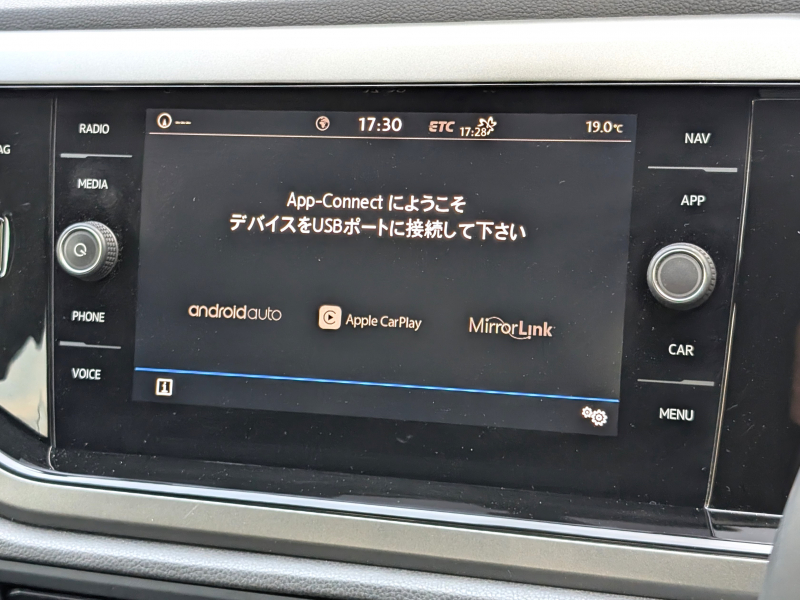 AG
RADIO
MEDIA
PHONE
VOICE
---
17:30
ETC
17:28
19.0℃
App-Connect にようこそ
デバイスをUSBポートに接続して下さい
androidauto
Apple CarPlay
MirrorLink
NAV
APP
CAR
MENU